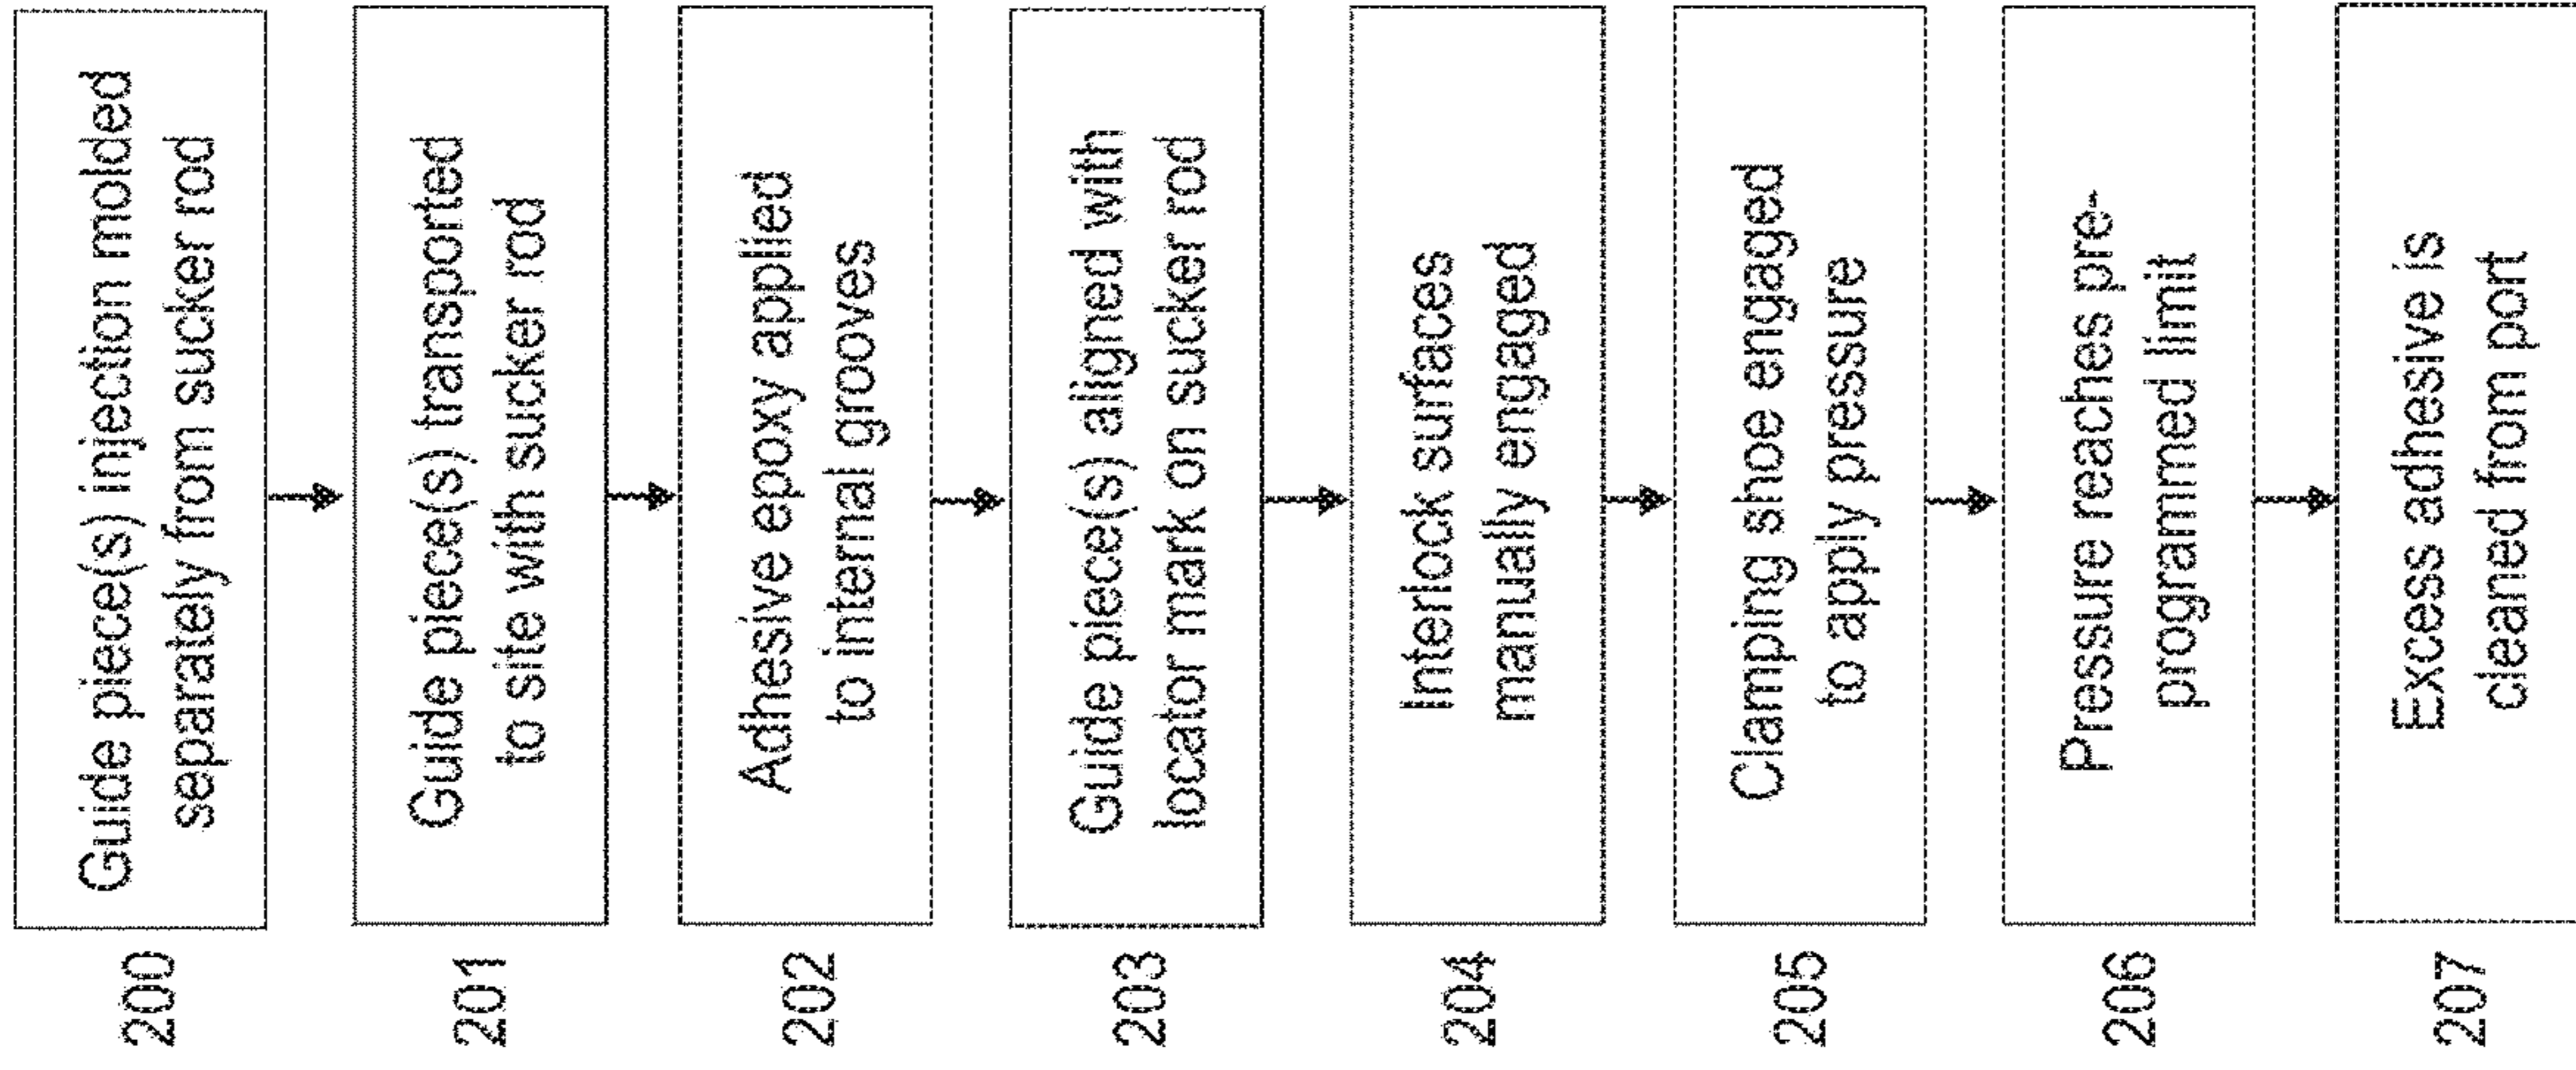 200
Guide piece(s) injection molded
separately from sucker rod
201
Guide piece(s) transported
to site with sucker rod
202
Adhesive epoxy applied
to internal grooves
203
Guide piece(s) aligned with
locator mark on sucker rod
204
Interlock surfaces
manually engaged
205
Clamping shoe engaged
to apply pressure
206
Pressure reaches pre-
programmed limit
207
Excess adhesive is
cleaned from port